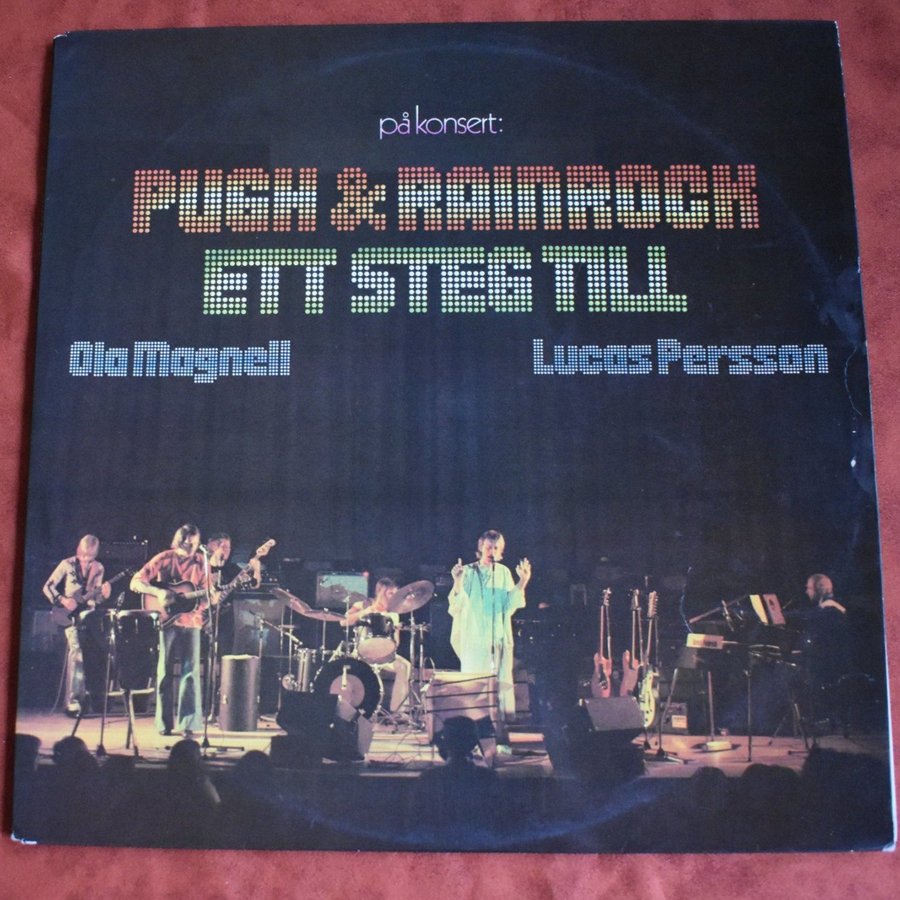 på konsert:
PUGH & RAINROCK
ETT STEG TILL
Ola Magnell
Lucas Persson